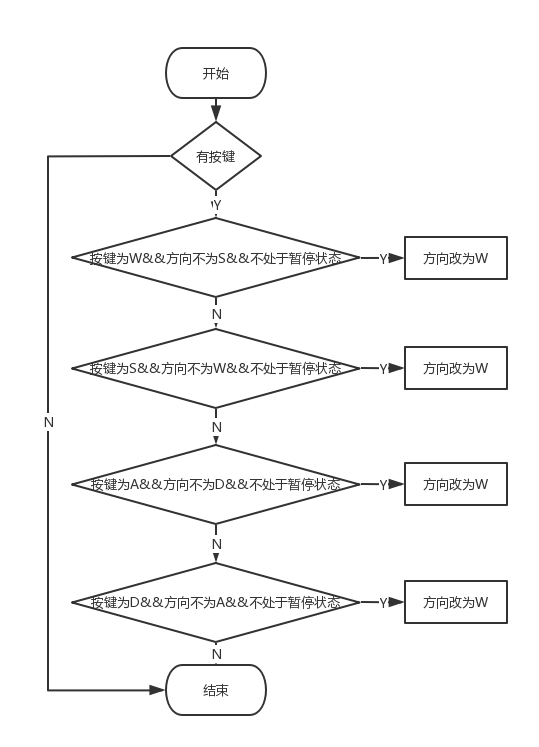 开始
有按键
Y
按键为W&&方向不为S&&不处于暂停状态
Y
方向改为W
N
按键为S&&方向不为W&&不处于暂停状态
Y
方向改为W
N
N
按键为A&&方向不为D&&不处于暂停状态
Y
方向改为W
N
按键为D&&方向不为A&&不处于暂停状态
Y
方向改为W
N
结束